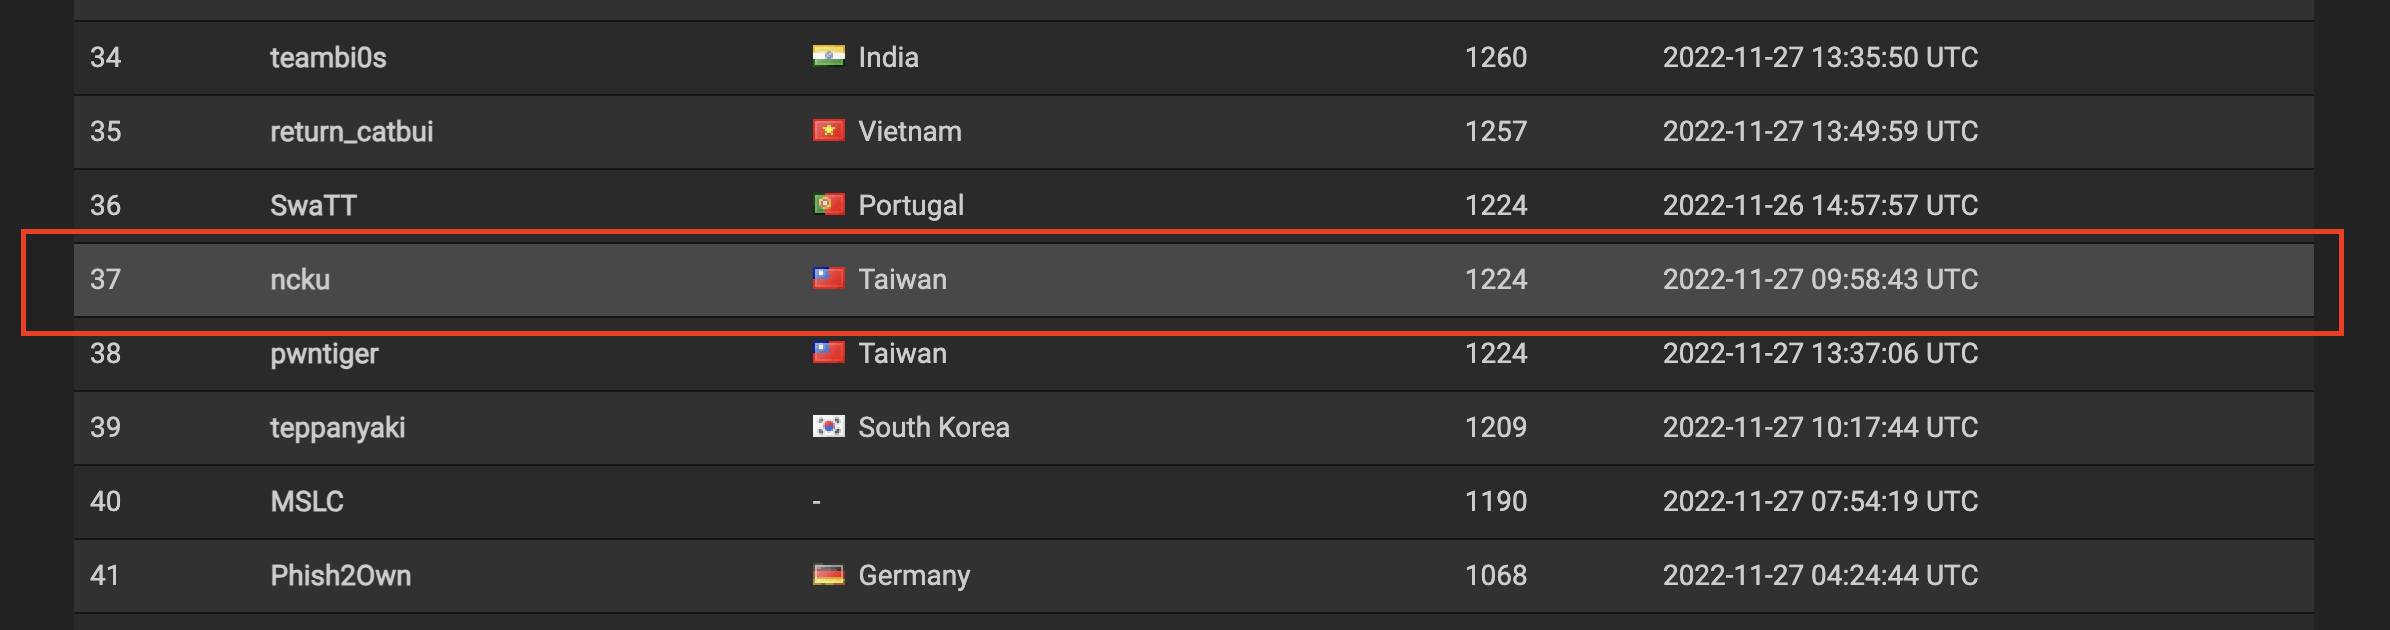 34 teambi0s India 1260 2022-11-27 13:35:50 UTC
35 return_catbui Vietnam 1257 2022-11-27 13:49:59 UTC
36 SwaTT Portugal 1224 2022-11-26 14:57:57 UTC
37 ncku Taiwan 1224 2022-11-27 09:58:43 UTC
38 pwntiger Taiwan 1224 2022-11-27 13:37:06 UTC
39 teppanyaki South Korea 1209 2022-11-27 10:17:44 UTC
40 MSLC - 1190 2022-11-27 07:54:19 UTC
41 Phish2Own Germany 1068 2022-11-27 04:24:44 UTC